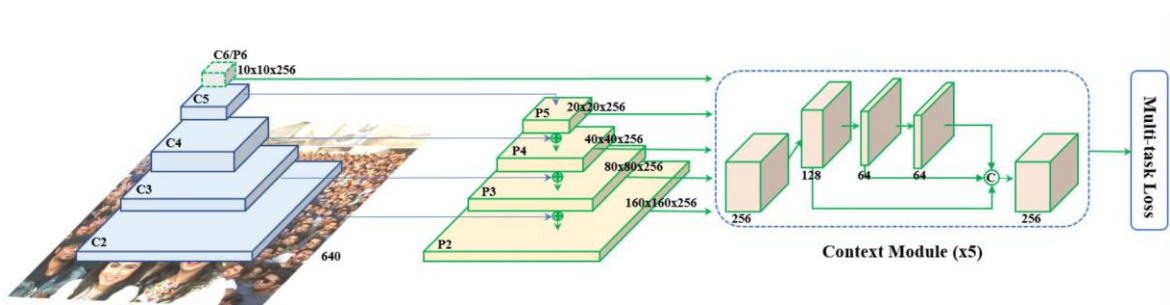 C6/P6
10x10x256
C5
C4
C3
C2
640
P5
20x20x256
P4
40x40x256
P3
80x80x256
P2
160x160x256
256
128
64
64
C
256
Context Module (x5)
Multi-task Loss